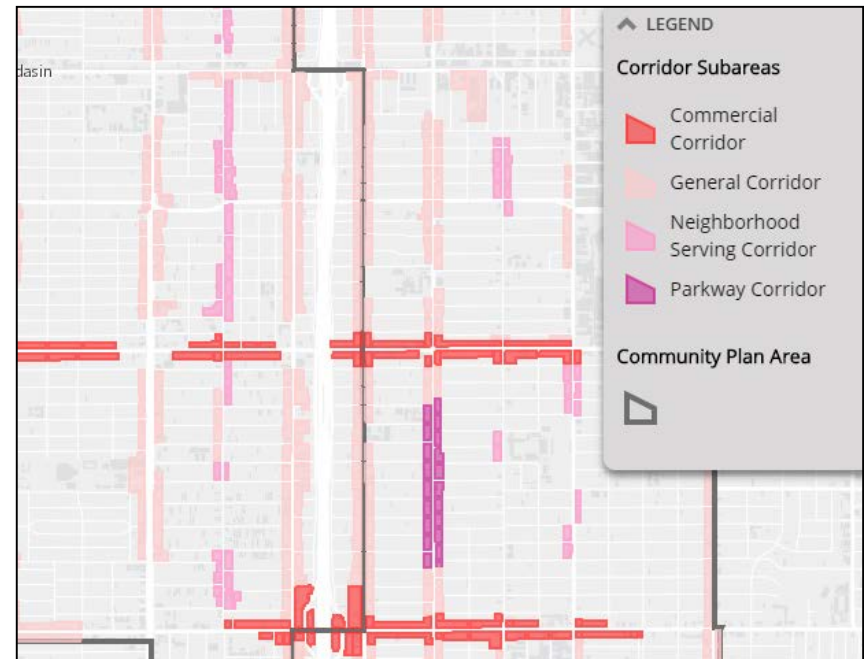 dasin
LEGEND
Corridor Subareas
Commercial
Corridor
General Corridor
Neighborhood
Serving Corridor
Parkway Corridor
Community Plan Area